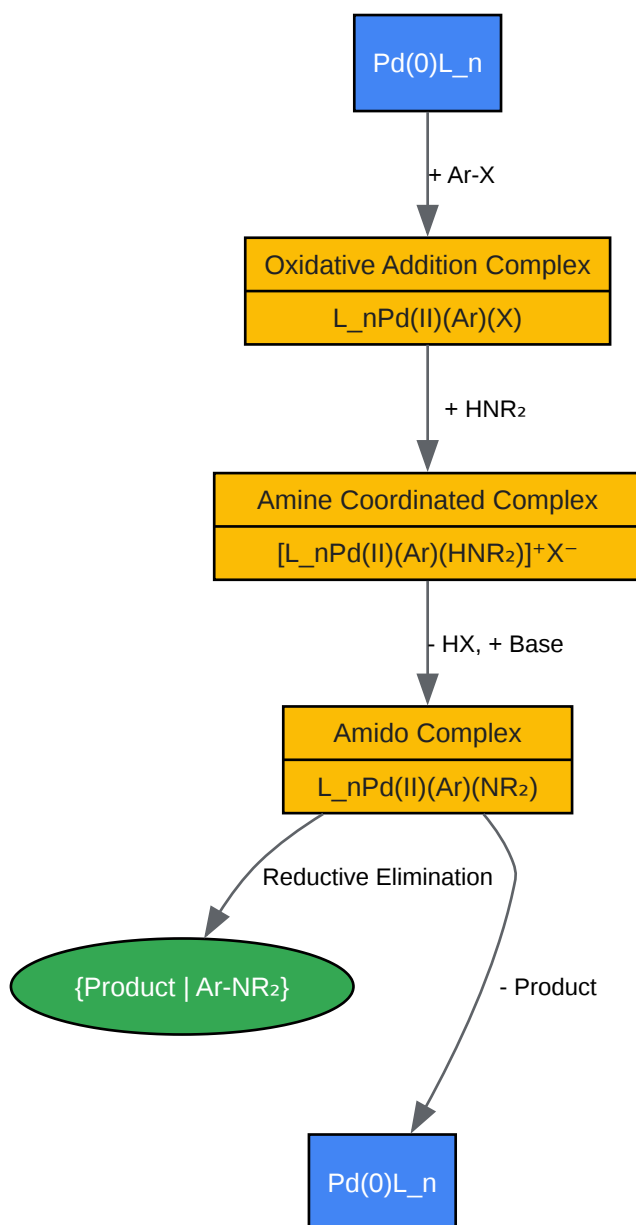 Pd(0)L_n
+ Ar-X
Oxidative Addition Complex
L_nPd(II)(Ar)(X)
+ HNR₂
Amine Coordinated Complex
[L_nPd(II)(Ar)(HNR₂)]⁺X⁻
- HX, + Base
Amido Complex
L_nPd(II)(Ar)(NR₂)
Reductive Elimination
{Product | Ar-NR₂}
- Product
Pd(0)L_n